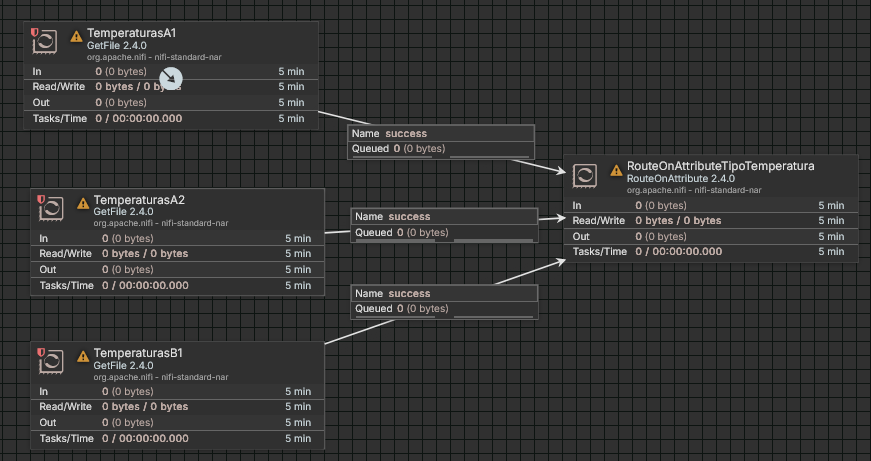 TemperaturasA1
GetFile 2.4.0
org.apache.nifi - nifi-standard-nar
In 0 (0 bytes) 5 min
Read/Write 0 bytes / 0 by 5 min
Out 0 (0 bytes) 5 min
Tasks/Time 0 / 00:00:00.000 5 min
Name success
Queued 0 (0 bytes)
RouteOnAttributeTipoTemperatura
RouteOnAttribute 2.4.0
org.apache.nifi - nifi-standard-nar
In 0 (0 bytes) 5 min
Read/Write 0 bytes / 0 bytes 5 min
Out 0 (0 bytes) 5 min
Tasks/Time 0 / 00:00:00.000 5 min
TemperaturasA2
GetFile 2.4.0
org.apache.nifi - nifi-standard-nar
In 0 (0 bytes) 5 min
Read/Write 0 bytes / 0 bytes 5 min
Out 0 (0 bytes) 5 min
Tasks/Time 0 / 00:00:00.000 5 min
Name success
Queued 0 (0 bytes)
Name success
Queued 0 (0 bytes)
TemperaturasB1
GetFile 2.4.0
org.apache.nifi - nifi-standard-nar
In 0 (0 bytes) 5 min
Read/Write 0 bytes / 0 bytes 5 min
Out 0 (0 bytes) 5 min
Tasks/Time 0 / 00:00:00.000 5 min